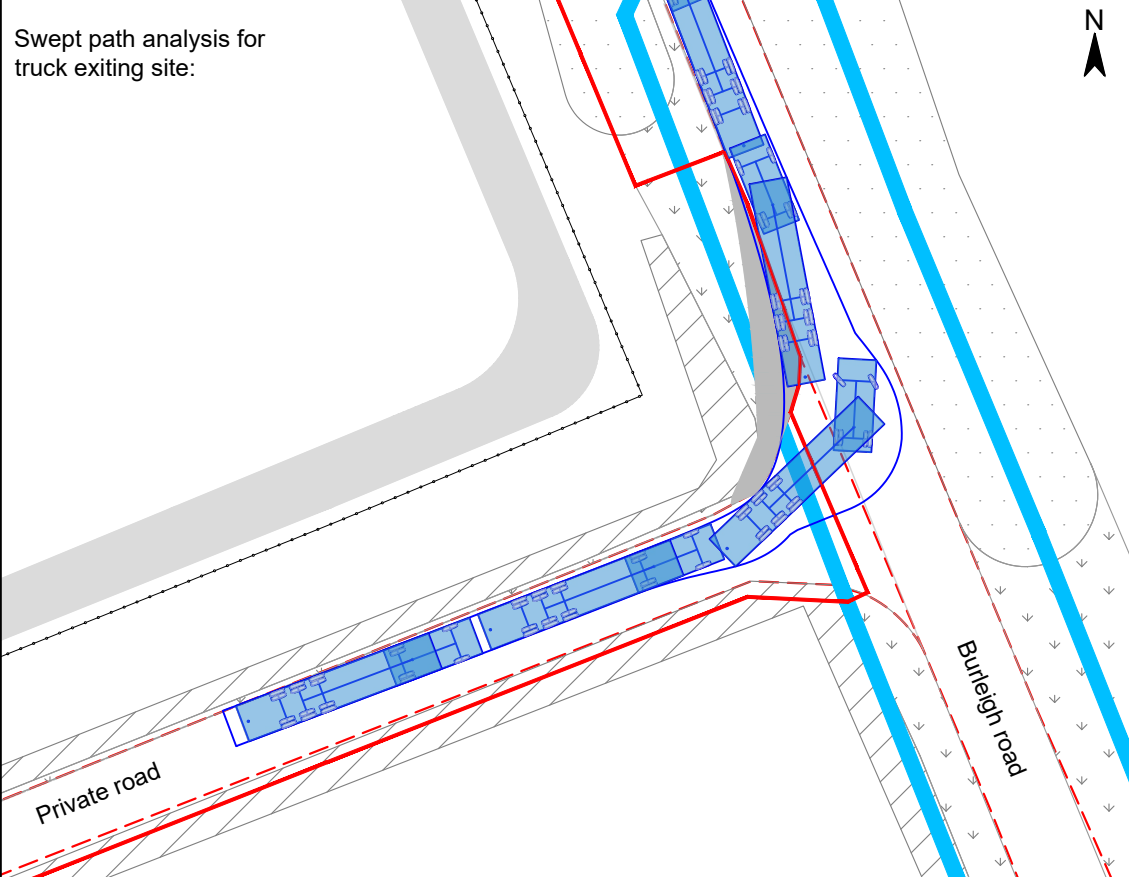 Swept path analysis for
truck exiting site:
N
Burleigh road
Private road